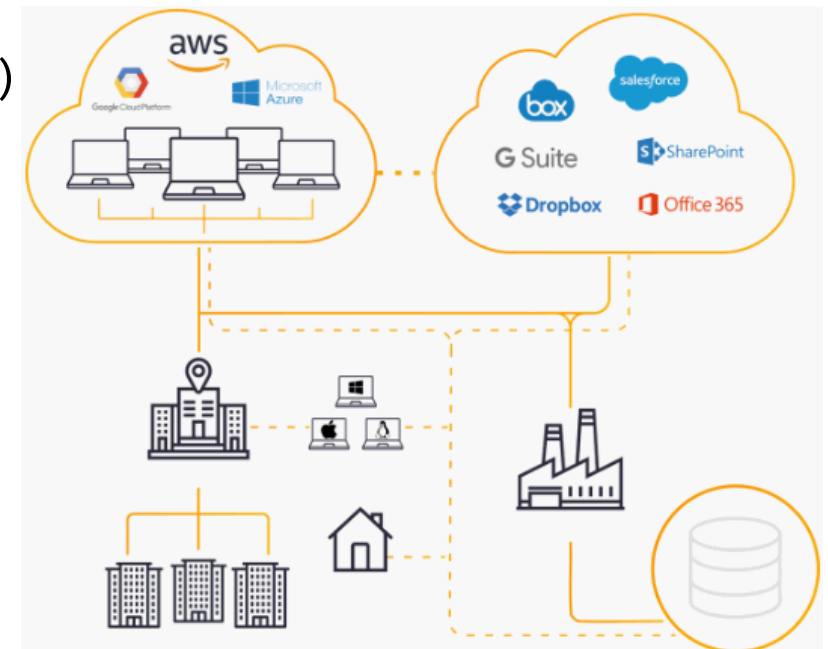 )
aws
Google Cloud Platform
Microsoft
Azure
box
salesforce
G Suite
S SharePoint
Dropbox
Office 365